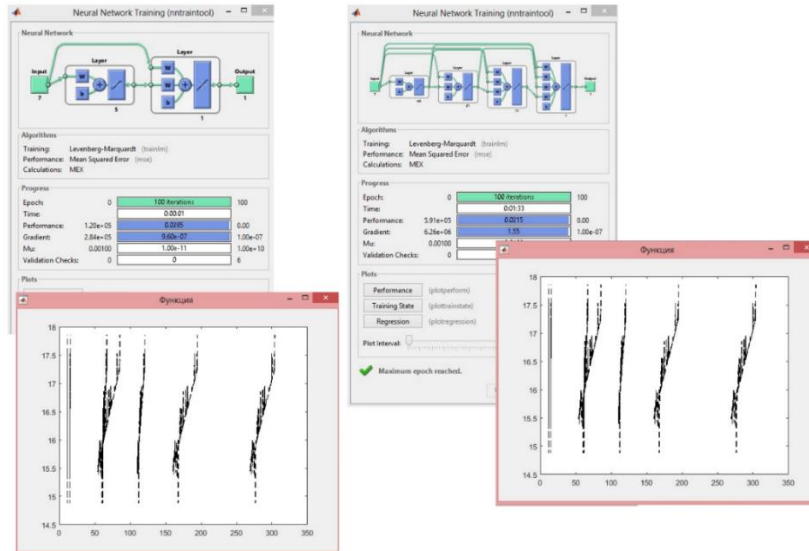 Neural Network Training (nntraintool)
Neural Network
Layer
Layer
Input
Output
W
W
b
b
7
5
1
1
Algorithms
Training: Levenberg-Marquardt (trainlm)
Performance: Mean Squared Error (mse)
Calculations: MEX
Progress
Epoch: 0 100 iterations 100
Time: 0:00:01
Performance: 1.20e+05 0.00
Gradient: 2.84e+05 9.60e-07 1.00e-07
Mu: 0.00100 1.00e-11 1.00e+10
Validation Checks: 0 0 6
Plots
Функция
18
17.5
17
16.5
16
15.5
15
14.5
0 50 100 150 200 250 300 350
Neural Network Training (nntraintool)
Neural Network
Layer
Layer
Layer
Layer
Input
Output
Algorithms
Training: Levenberg-Marquardt (trainlm)
Performance: Mean Squared Error (mse)
Calculations: MEX
Progress
Epoch: 0 100 iterations 100
Time: 0:01:33
Performance: 5.91e+05 0.0215 0.00
Gradient: 6.26e+06 1.55 1.00e-07
Mu: 0.00100
Validation Checks: 0
Plots
Performance (plotperform)
Training State (plottrainstate)
Regression (plotregression)
Plot Interval:
Maximum epoch reached.
Функция
18
17.5
17
16.5
16
15.5
15
14.5
0 50 100 150 200 250 300 350